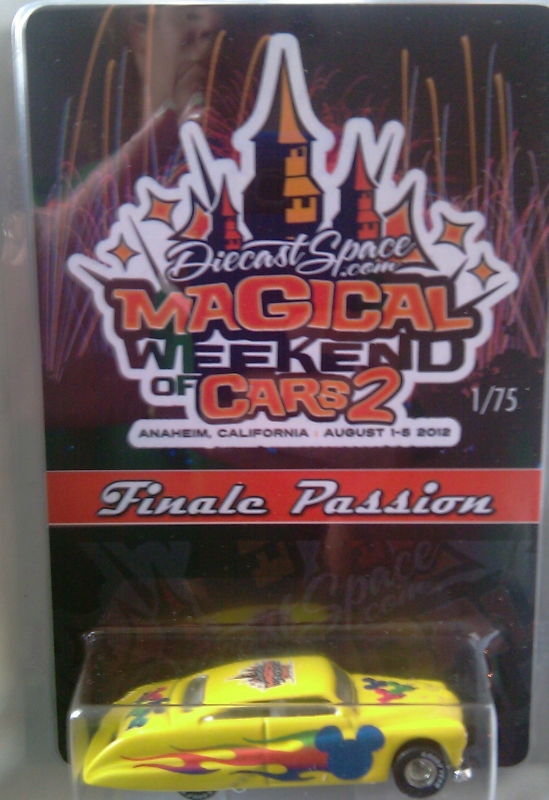 DiecastSpace
.com
MAGICAL
WEEKEND
OF CARS 2
1/75
ANAHEIM, CALIFORNIA AUGUST 1-5 2012
Finale Passion